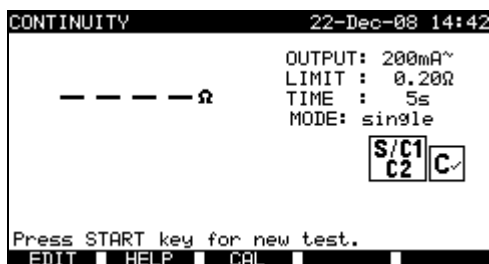 CONTINUITY 22-Dec-08 14:42
OUTPUT: 200mA~
LIMIT : 0.20Ω
TIME : 5s
MODE: single
– – – – Ω
S/C1
C2 C✓
Press START key for new test.
EDIT HELP CAL